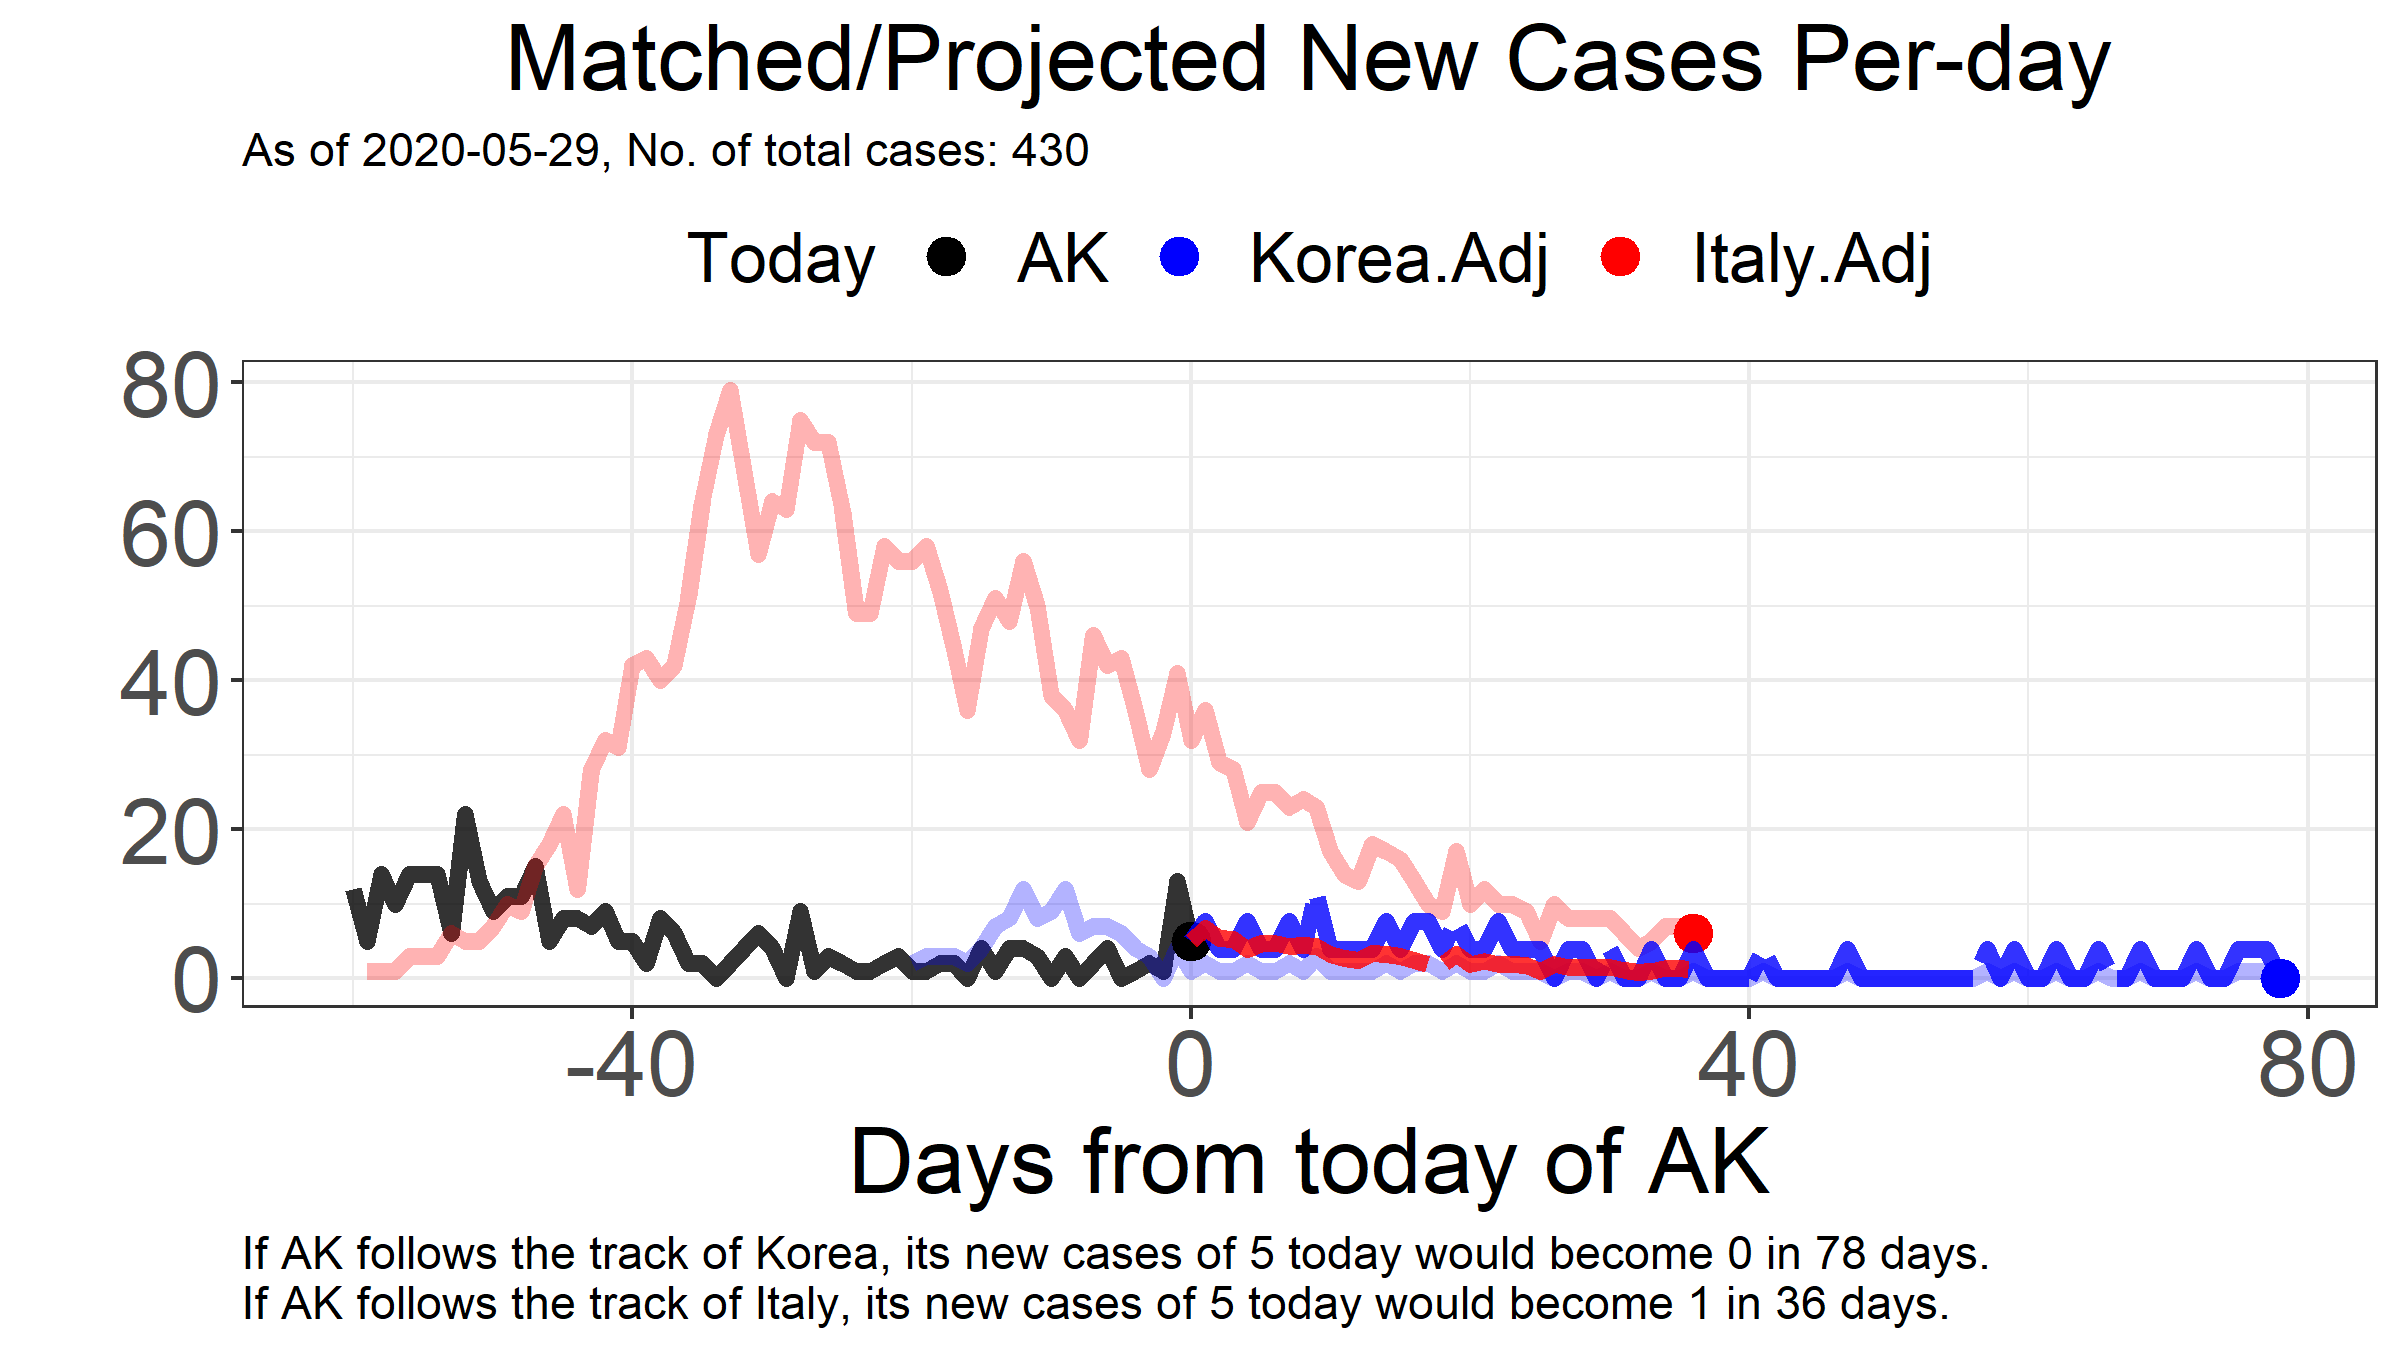 Matched/Projected New Cases Per-day
As of 2020-05-29, No. of total cases: 430
Today AK Korea.Adj Italy.Adj
80
60
40
20
0
-40 0 40 80
Days from today of AK
If AK follows the track of Korea, its new cases of 5 today would become 0 in 78 days.
If AK follows the track of Italy, its new cases of 5 today would become 1 in 36 days.